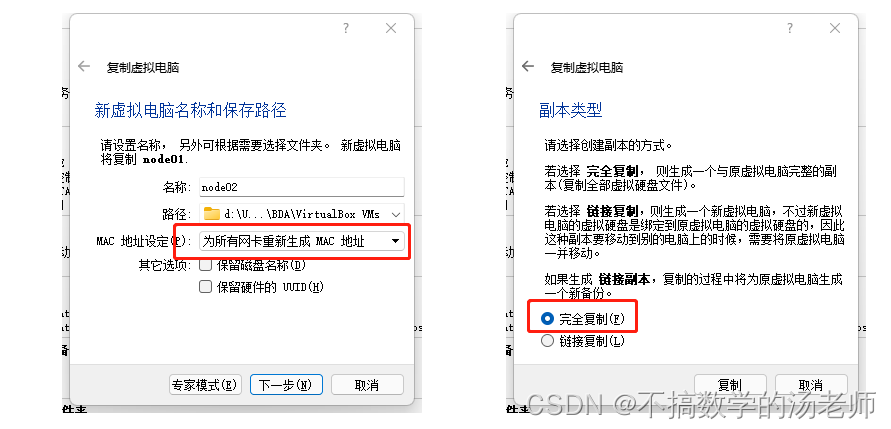 复制虚拟电脑
新虚拟电脑名称和保存路径
请设置名称， 另外可根据需要选择文件夹。 新虚拟电脑
将复制 node01.
名称: node02
路径: d:\U...\BDA\VirtualBox VMs
MAC 地址设定(P): 为所有网卡重新生成 MAC 地址
其它选项: 保留磁盘名称(D)
保留硬件的 UUID(H)
专家模式(E) 下一步(N) 取消
复制虚拟电脑
副本类型
请选择创建副本的方式。
若选择 完全复制， 则生成一个与原虚拟电脑完整的副
本(复制全部虚拟硬盘文件)。
若选择 链接复制，则生成一个新虚拟电脑，不过新虚拟
电脑的虚拟硬盘是绑定到原虚拟电脑的虚拟硬盘的，因此
这种副本要移动到别的电脑上的时候，需要将原虚拟电脑
一并移动。
如果生成 链接副本，复制的过程中将为原虚拟电脑生成
一个新备份。
完全复制(F)
链接复制(L)
复制 取消
件夹
件夹
CSDN @不搞数学的汤老师